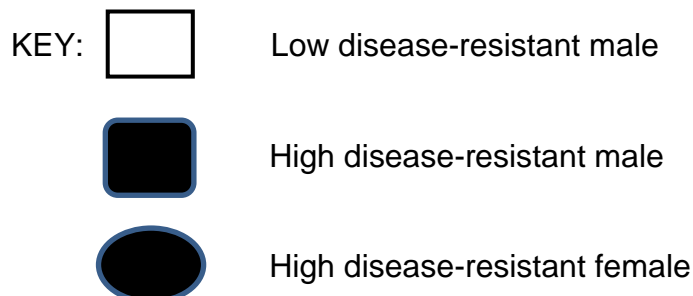 KEY: Low disease-resistant male
High disease-resistant male
High disease-resistant female